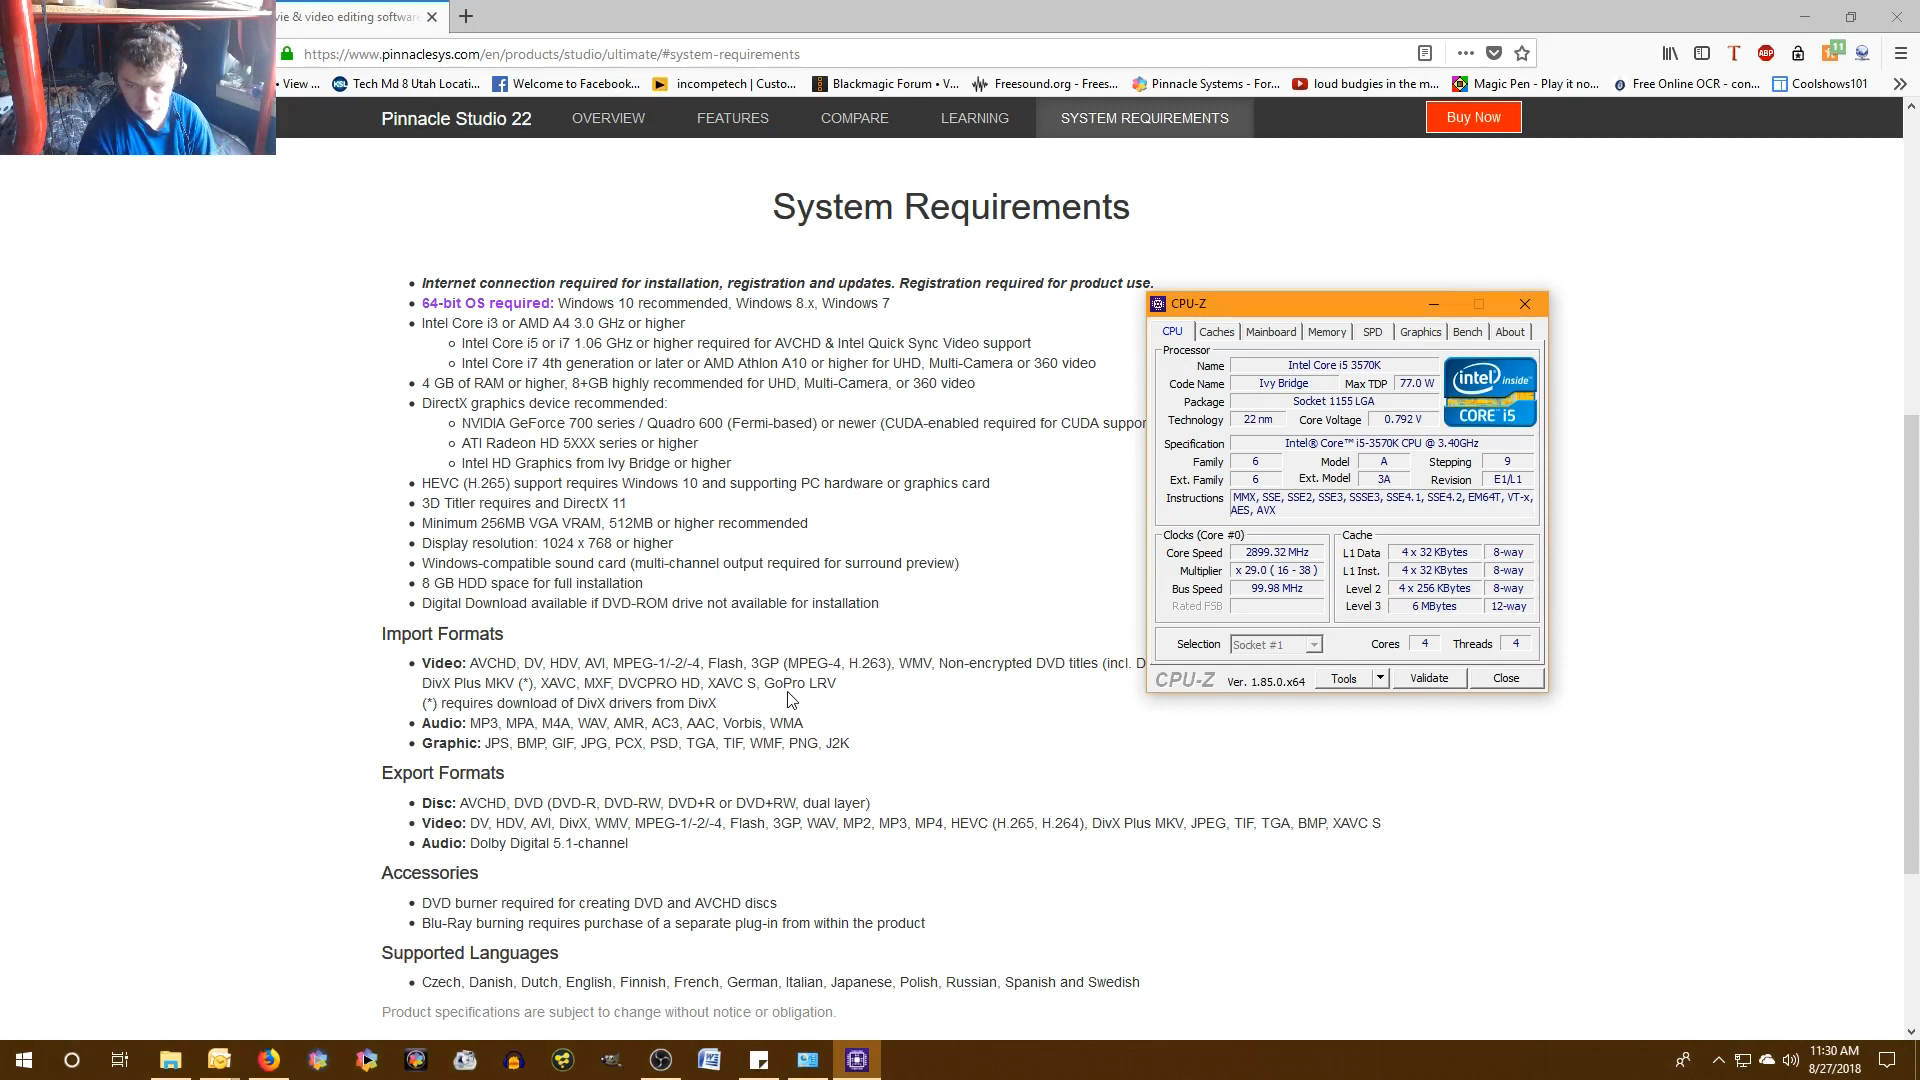 vie & video editing software
https://www.pinnaclesys.com/en/products/studio/ultimate/#system-requirements
ABP
11
View ...
KSL Tech Md 8 Utah Locati...
Welcome to Facebook...
incompetech | Custo...
Blackmagic Forum • V...
Freesound.org - Frees...
Pinnacle Systems - For...
loud budgies in the m...
Magic Pen - Play it no...
Free Online OCR - con...
Coolshows101
Pinnacle Studio 22 OVERVIEW FEATURES COMPARE LEARNING SYSTEM REQUIREMENTS Buy Now
System Requirements
Internet connection required for installation, registration and updates. Registration required for product use.
64-bit OS required: Windows 10 recommended, Windows 8.x, Windows 7
Intel Core i3 or AMD A4 3.0 GHz or higher
Intel Core i5 or i7 1.06 GHz or higher required for AVCHD & Intel Quick Sync Video support
Intel Core i7 4th generation or later or AMD Athlon A10 or higher for UHD, Multi-Camera or 360 video
4 GB of RAM or higher, 8+GB highly recommended for UHD, Multi-Camera, or 360 video
DirectX graphics device recommended:
NVIDIA GeForce 700 series / Quadro 600 (Fermi-based) or newer (CUDA-enabled required for CUDA suppor
ATI Radeon HD 5XXX series or higher
Intel HD Graphics from Ivy Bridge or higher
HEVC (H.265) support requires Windows 10 and supporting PC hardware or graphics card
3D Titler requires and DirectX 11
Minimum 256MB VGA VRAM, 512MB or higher recommended
Display resolution: 1024 x 768 or higher
Windows-compatible sound card (multi-channel output required for surround preview)
8 GB HDD space for full installation
Digital Download available if DVD-ROM drive not available for installation
Import Formats
Video: AVCHD, DV, HDV, AVI, MPEG-1/-2/-4, Flash, 3GP (MPEG-4, H.263), WMV, Non-encrypted DVD titles (incl. D
DivX Plus MKV (*), XAVC, MXF, DVCPRO HD, XAVC S, GoPro LRV
(*) requires download of DivX drivers from DivX
Audio: MP3, MPA, M4A, WAV, AMR, AC3, AAC, Vorbis, WMA
Graphic: JPS, BMP, GIF, JPG, PCX, PSD, TGA, TIF, WMF, PNG, J2K
Export Formats
Disc: AVCHD, DVD (DVD-R, DVD-RW, DVD+R or DVD+RW, dual layer)
Video: DV, HDV, AVI, DivX, WMV, MPEG-1/-2/-4, Flash, 3GP, WAV, MP2, MP3, MP4, HEVC (H.265, H.264), DivX Plus MKV, JPEG, TIF, TGA, BMP, XAVC S
Audio: Dolby Digital 5.1-channel
Accessories
DVD burner required for creating DVD and AVCHD discs
Blu-Ray burning requires purchase of a separate plug-in from within the product
Supported Languages
Czech, Danish, Dutch, English, Finnish, French, German, Italian, Japanese, Polish, Russian, Spanish and Swedish
Product specifications are subject to change without notice or obligation.
CPU-Z
CPU Caches Mainboard Memory SPD Graphics Bench About
Processor
Name Intel Core i5 3570K
Code Name Ivy Bridge Max TDP 77.0 W
Package Socket 1155 LGA
Technology 22 nm Core Voltage 0.792 V
intel inside CORE i5
Specification Intel® Core™ i5-3570K CPU @ 3.40GHz
Family 6 Model A Stepping 9
Ext. Family 6 Ext. Model 3A Revision E1/L1
Instructions MMX, SSE, SSE2, SSE3, SSSE3, SSE4.1, SSE4.2, EM64T, VT-x,
AES, AVX
Clocks (Core #0)
Core Speed 2899.32 MHz
Multiplier x 29.0 ( 16 - 38 )
Bus Speed 99.98 MHz
Rated FSB
Cache
L1 Data 4 x 32 KBytes 8-way
L1 Inst. 4 x 32 KBytes 8-way
Level 2 4 x 256 KBytes 8-way
Level 3 6 MBytes 12-way
Selection Socket #1 Cores 4 Threads 4
CPU-Z Ver. 1.85.0.x64 Tools Validate Close
11:30 AM
8/27/2018